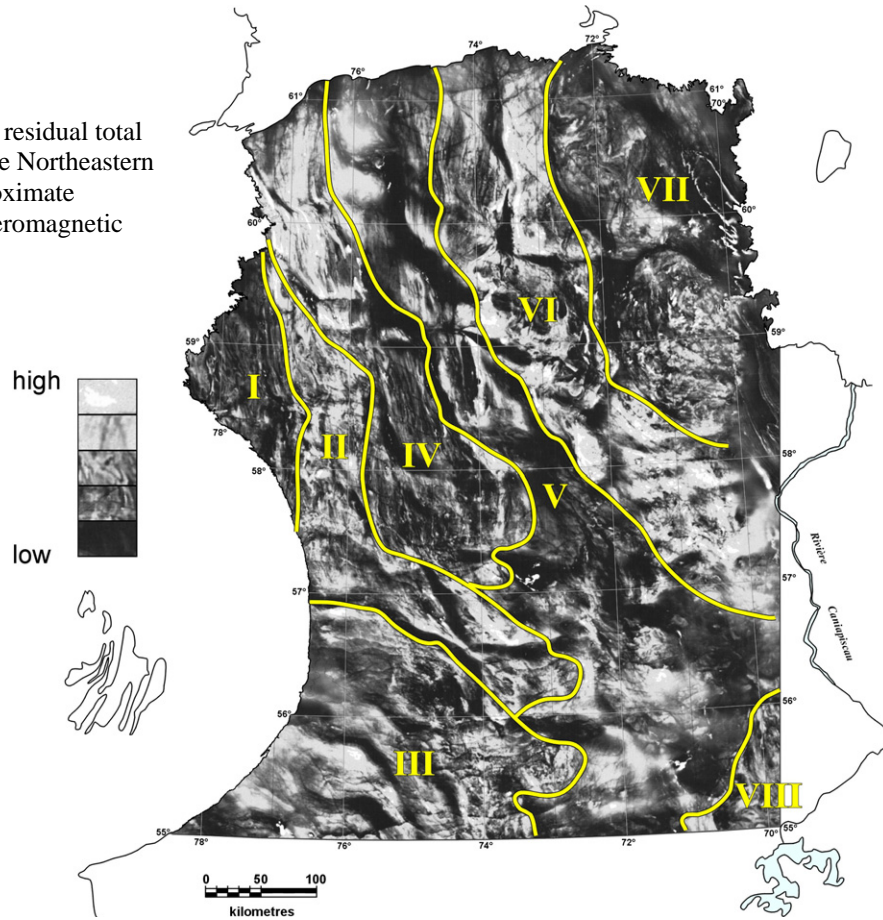 72°
74°
76°
61°
61°
70°
residual total
e Northeastern
oximate
eromagnetic
VII
60°
60°
VI
59°
59°
high
I
78°
II
IV
58°
58°
V
low
Rivière
57°
57°
Caniapiscau
56°
56°
III
VIII
55°
55°
78°
76°
74°
72°
70°
0 50 100
kilometres